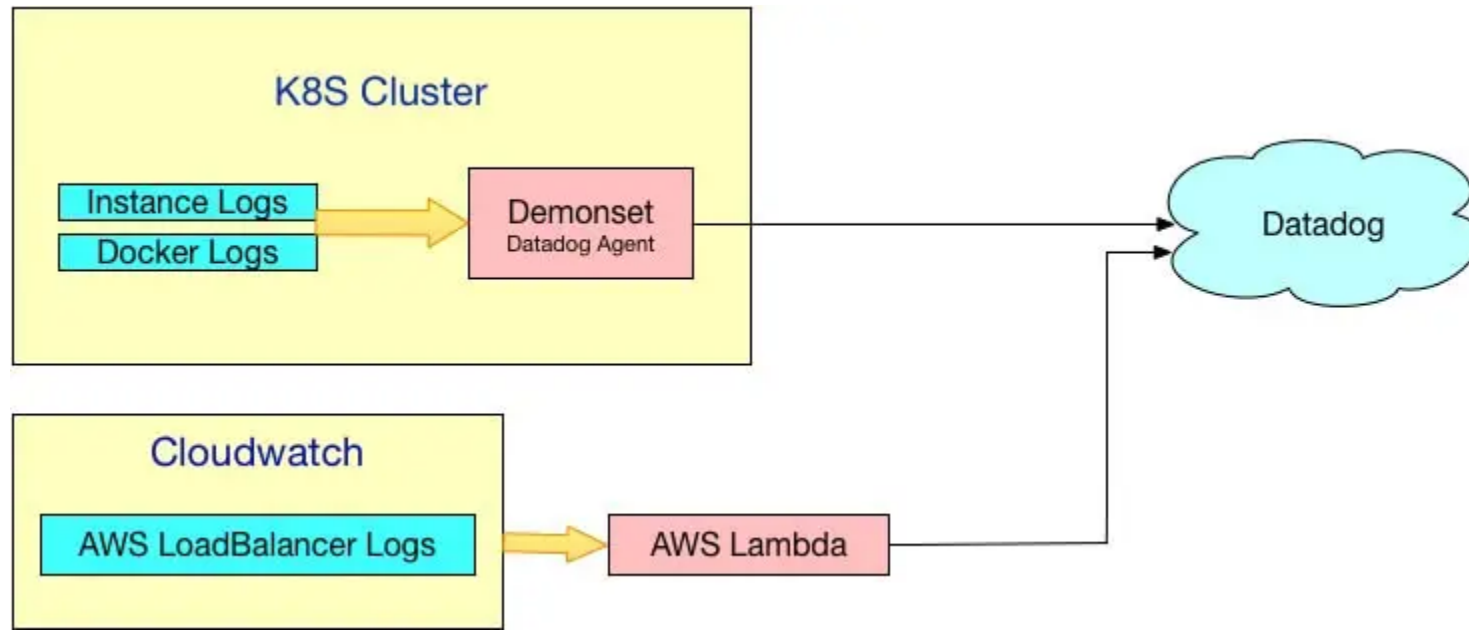 K8S Cluster
Instance Logs
Docker Logs
Demonset
Datadog Agent
Datadog
Cloudwatch
AWS LoadBalancer Logs
AWS Lambda